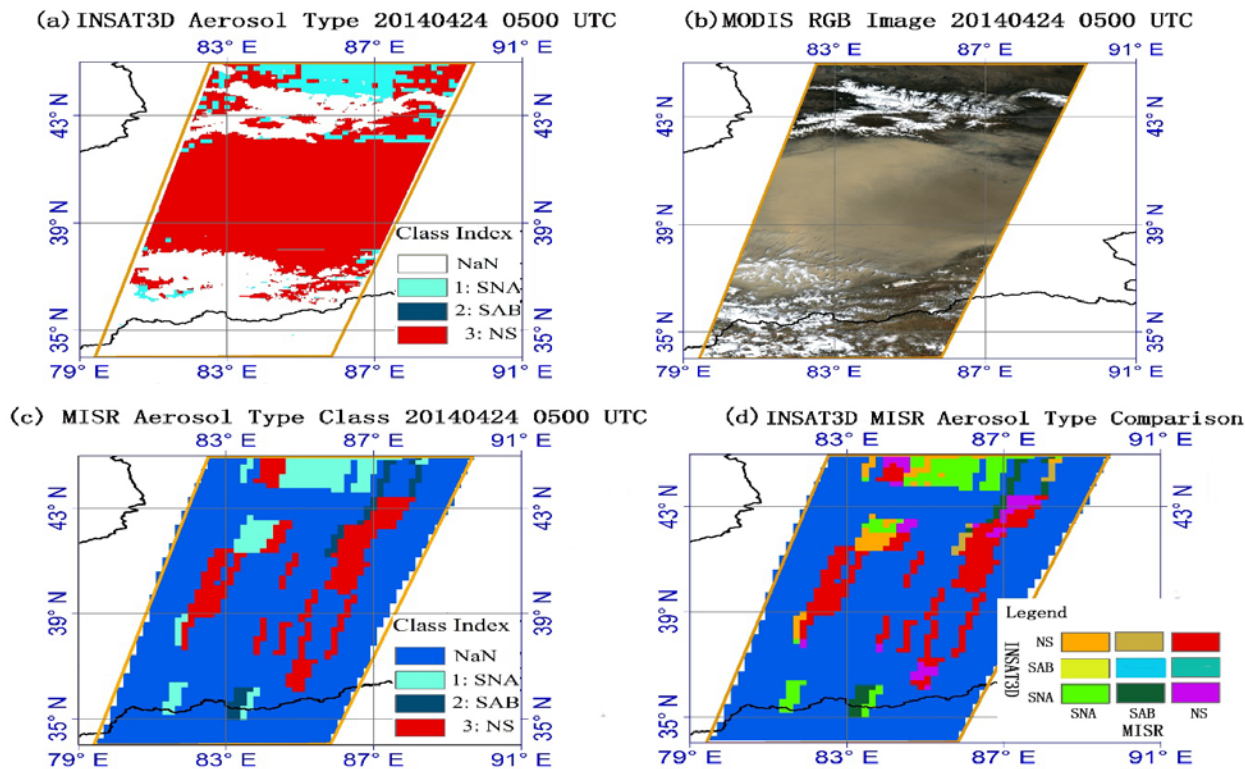 (a) INSAT3D Aerosol Type 20140424 0500 UTC
83° E 87° E 91° E
43° N 43° N
39° N 39° N
35° N 35° N
Class Index
NaN
1: SNA
2: SAB
3: NS
79° E 83° E 87° E 91° E
(b) MODIS RGB Image 20140424 0500 UTC
83° E 87° E 91° E
43° N 43° N
39° N 39° N
35° N 35° N
79° E 83° E 87° E 91° E
(c) MISR Aerosol Type Class 20140424 0500 UTC
83° E 87° E 91° E
43° N 43° N
39° N 39° N
35° N 35° N
Class Index
NaN
1: SNA
2: SAB
3: NS
79° E 83° E 87° E 91° E
(d) INSAT3D MISR Aerosol Type Comparison
83° E 87° E 91° E
43° N 43° N
39° N 39° N
35° N 35° N
Legend
INSAT3D
NS
SAB
SNA
SNA SAB NS
MISR
79° E 83° E 87° E 91° E